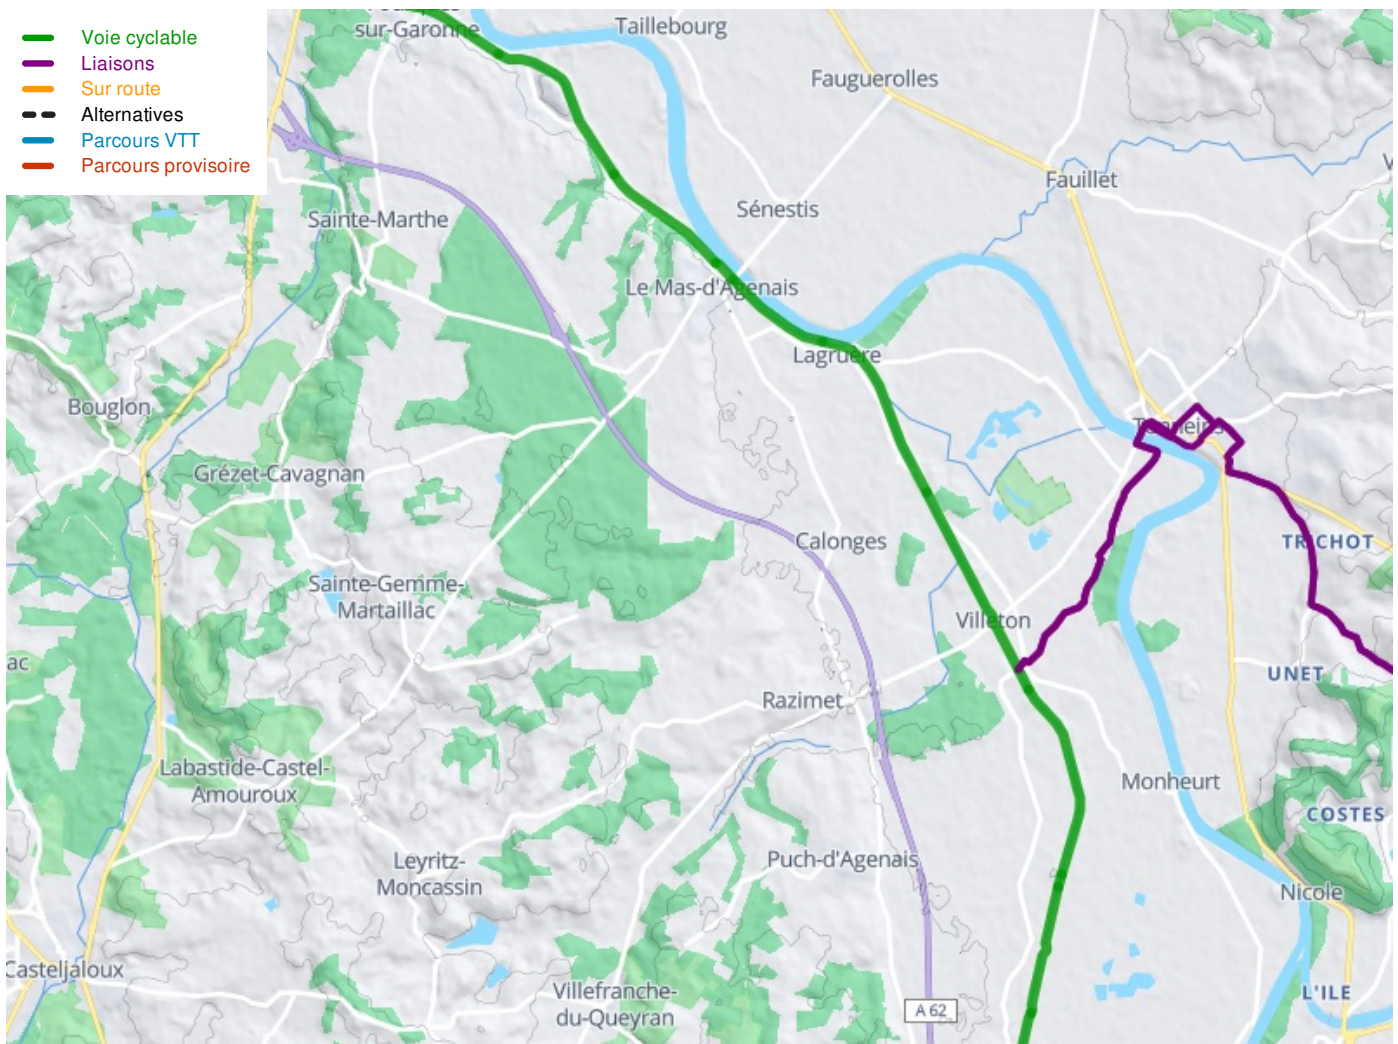 Voie cyclable
Liaisons
Sur route
Alternatives
Parcours VTT
Parcours provisoire
sur-Garonne
Taillebourg
Fauguerolles
Fauillet
Sainte-Marthe
Sénestis
Le Mas-d'Agenais
Lagruère
Bouglon
Tonneins
Grézet-Cavagnan
Calonges
TRICHOT
Sainte-Gemme-
Martaillac
Villeton
ac
UNET
Razimet
Labastide-Castel-
Amouroux
Monheurt
COSTES
Leyritz-
Moncassin
Puch-d'Agenais
Nicole
Casteljaloux
Villefranche-
du-Queyran
L'ILE
A 62